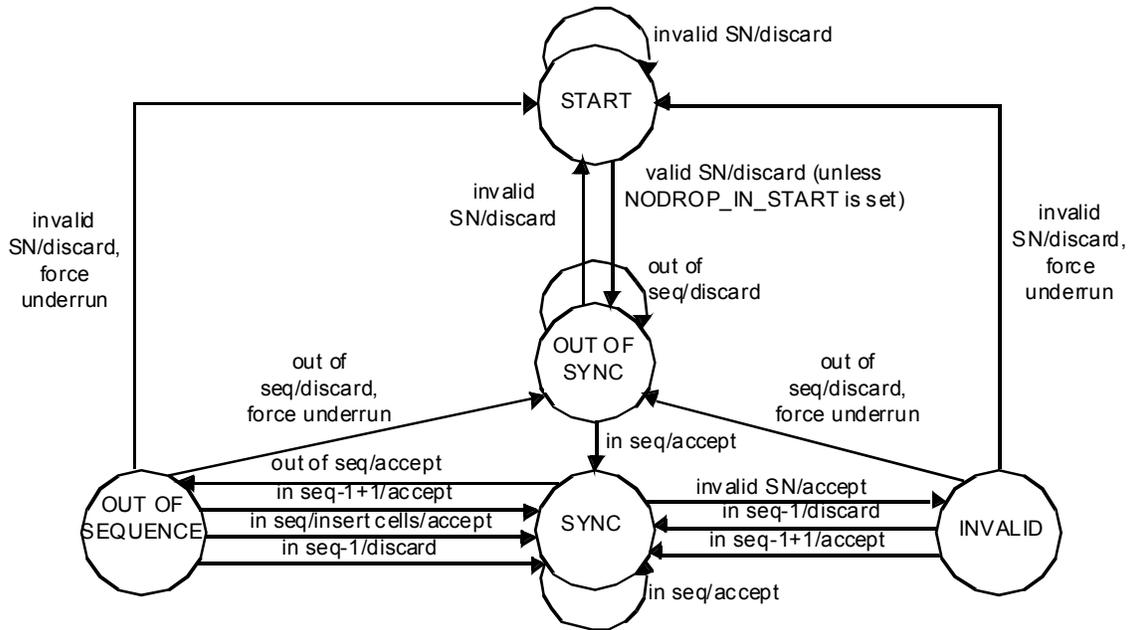 invalid SN/discard
START
valid SN/discard (unless
NODROP_IN_START is set)
invalid
SN/discard
invalid
SN/discard,
force
underrun
invalid
SN/discard,
force
underrun
out of
seq/discard
OUT OF
SYNC
out of
seq/discard,
force underrun
out of
seq/discard,
force underrun
in seq/accept
out of seq/accept
in seq-1+1/accept
in seq/insert cells/accept
in seq-1/discard
OUT OF
SEQUENCE
SYNC
invalid SN/accept
in seq-1/discard
in seq-1+1/accept
INVALID
in seq/accept